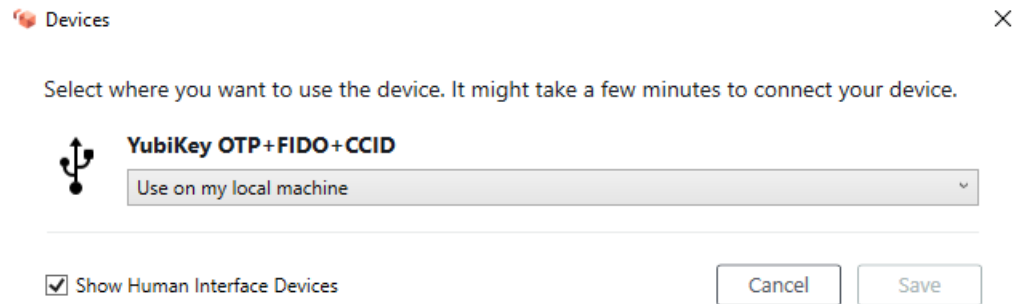 Devices
Select where you want to use the device. It might take a few minutes to connect your device.
YubiKey OTP+FIDO+CCID
Use on my local machine
Show Human Interface Devices
Cancel
Save